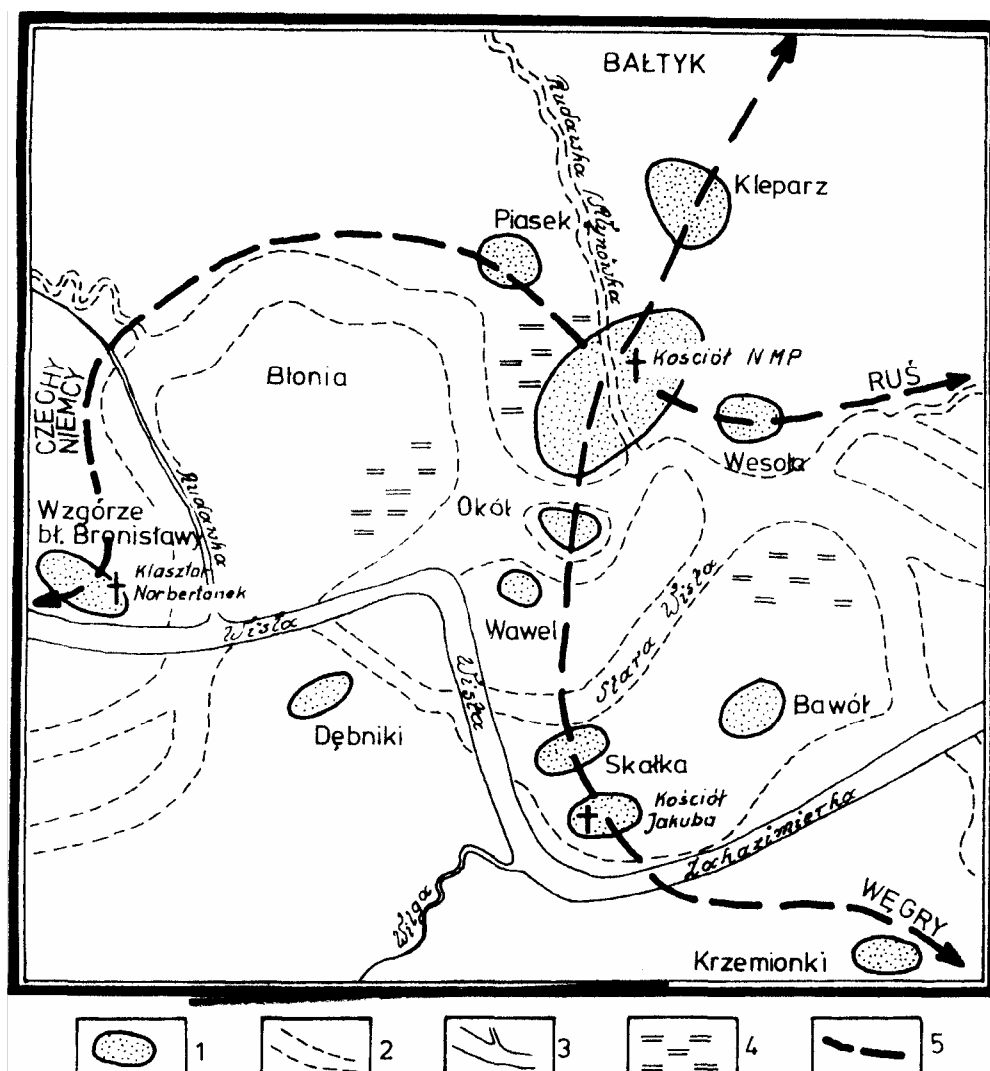 BAŁTYK
Rudawka /Młynówka
Kleparz
Piasek
Kościół NMP
RUŚ
Błonia
CZECHY
NIEMCY
Wesoła
Rudawka
Okół
Wzgórze
bł. Bronisławy
Klasztor
Norbertanek
Wisła
Wawel
Stara Wisła
Wisła
Bawół
Dębniki
Skałka
Kościół
Jakuba
Zakazimierka
Wilga
WĘGRY
Krzemionki
1
2
3
4
5